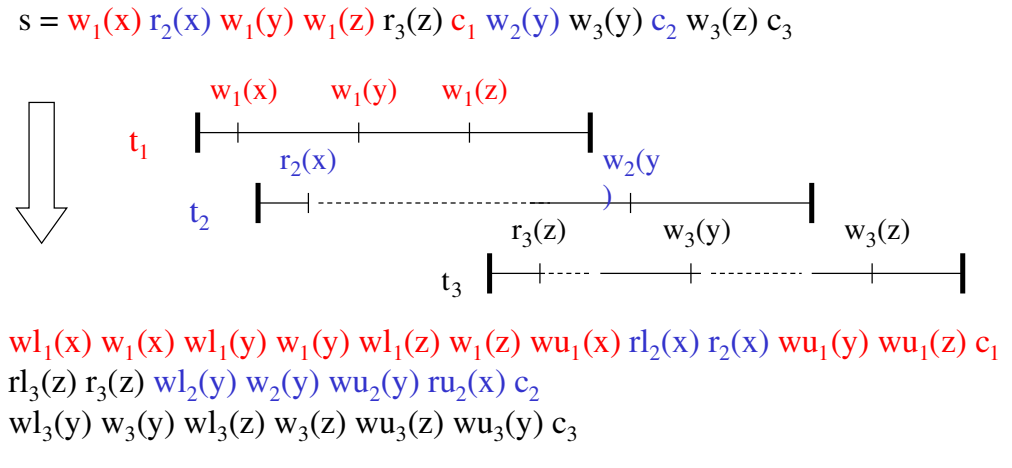 s = w₁(x) r₂(x) w₁(y) w₁(z) r₃(z) c₁ w₂(y) w₃(y) c₂ w₃(z) c₃
w₁(x) w₁(y) w₁(z)
t₁
r₂(x) w₂(y
)
t₂
r₃(z) w₃(y) w₃(z)
t₃
wl₁(x) w₁(x) wl₁(y) w₁(y) wl₁(z) w₁(z) wu₁(x) rl₂(x) r₂(x) wu₁(y) wu₁(z) c₁
rl₃(z) r₃(z) wl₂(y) w₂(y) wu₂(y) ru₂(x) c₂
wl₃(y) w₃(y) wl₃(z) w₃(z) wu₃(z) wu₃(y) c₃